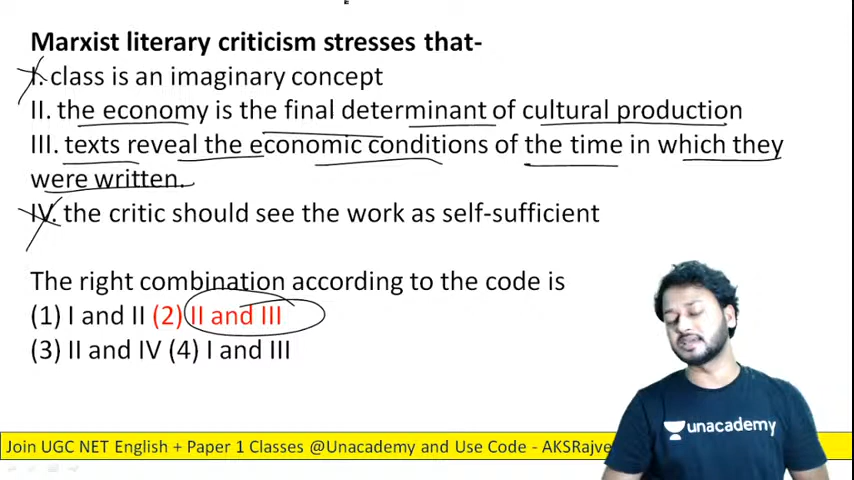 Marxist literary criticism stresses that-
I. class is an imaginary concept
II. the economy is the final determinant of cultural production
III. texts reveal the economic conditions of the time in which they
were written.
IV. the critic should see the work as self-sufficient
The right combination according to the code is
(1) I and II (2) II and III
(3) II and IV (4) I and III
unacademy
Join UGC NET English + Paper 1 Classes @Unacademy and Use Code - AKSRajve